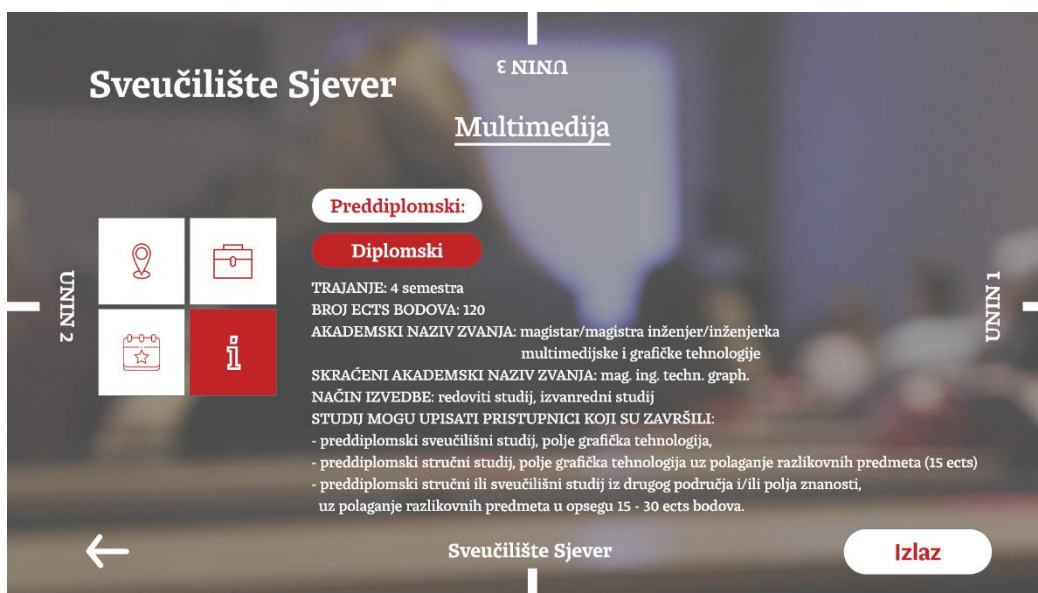 Sveučilište Sjever
UNIN 3
Multimedija
Preddiplomski:
Diplomski
TRAJANJE: 4 semestra
BROJ ECTS BODOVA: 120
AKADEMSKI NAZIV ZVANJA: magistar/magistra inženjer/inženjerka
multimedijske i grafičke tehnologije
SKRAĆENI AKADEMSKI NAZIV ZVANJA: mag. ing. techn. graph.
NAČIN IZVEDBE: redoviti studij, izvanredni studij
STUDIJ MOGU UPISATI PRISTUPNICI KOJI SU ZAVRŠILI:
- preddiplomski sveučilišni studij, polje grafička tehnologija,
- preddiplomski stručni studij, polje grafička tehnologija uz polaganje razlikovnih predmeta (15 ects)
- preddiplomski stručni ili sveučilišni studij iz drugog područja i/ili polja znanosti,
uz polaganje razlikovnih predmeta u opsegu 15 - 30 ects bodova.
UNIN 2
UNIN 1
Sveučilište Sjever
Izlaz